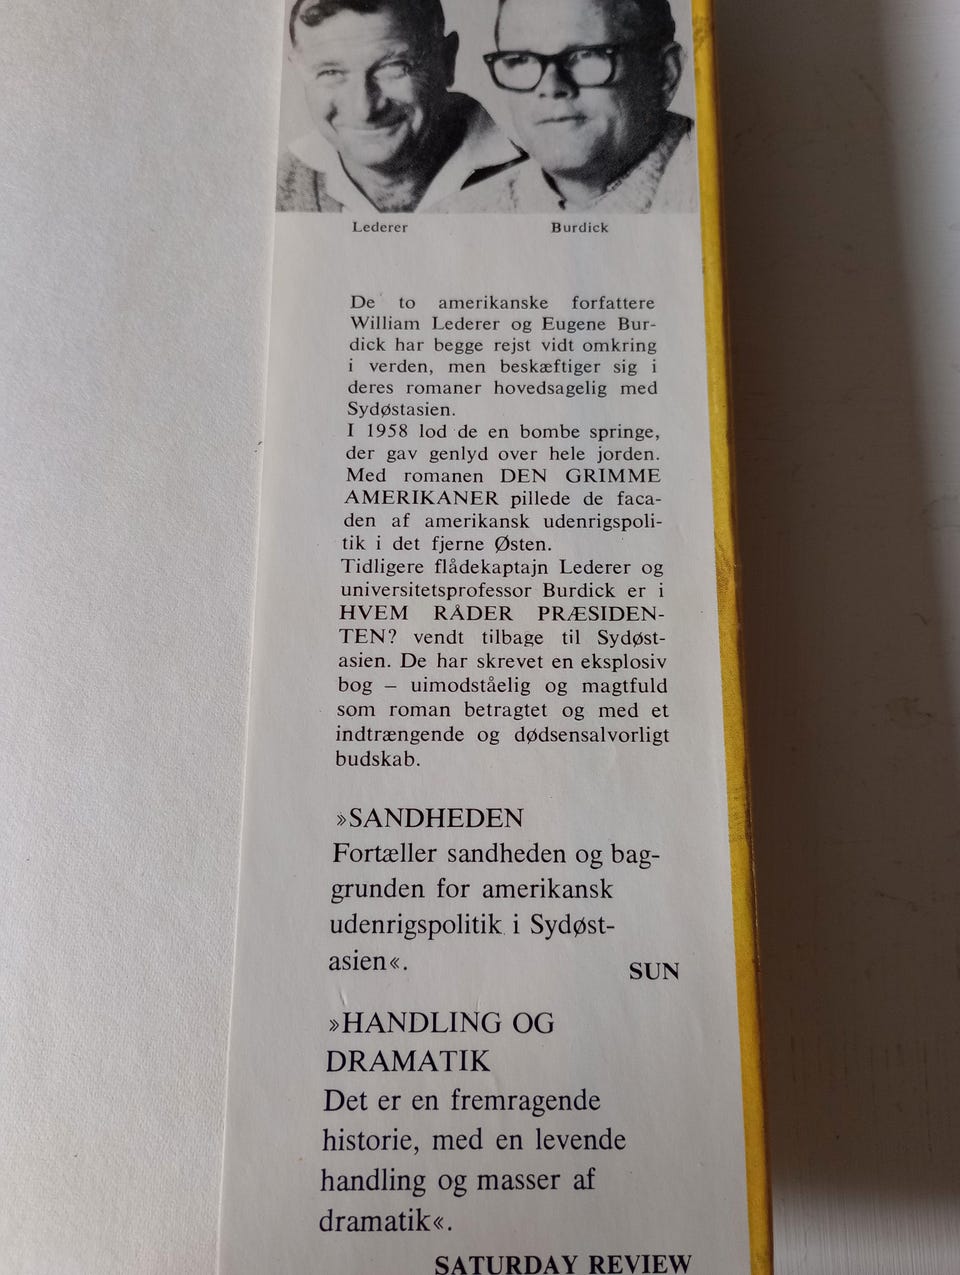 Lederer Burdick
De to amerikanske forfattere
William Lederer og Eugene Bur-
dick har begge rejst vidt omkring
i verden, men beskæftiger sig i
deres romaner hovedsagelig med
Sydøstasien.
I 1958 lod de en bombe springe,
der gav genlyd over hele jorden.
Med romanen DEN GRIMME
AMERIKANER pillede de faca-
den af amerikansk udenrigspoli-
tik i det fjerne Østen.
Tidligere flådekaptajn Lederer og
universitetsprofessor Burdick er i
HVEM RÅDER PRÆSIDEN-
TEN? vendt tilbage til Sydøst-
asien. De har skrevet en eksplosiv
bog – uimodståelig og magtfuld
som roman betragtet og med et
indtrængende og dødsensalvorligt
budskab.
»SANDHEDEN
Fortæller sandheden og bag-
grunden for amerikansk
udenrigspolitik i Sydøst-
asien«.
SUN
»HANDLING OG
DRAMATIK
Det er en fremragende
historie, med en levende
handling og masser af
dramatik«.
SATURDAY REVIEW